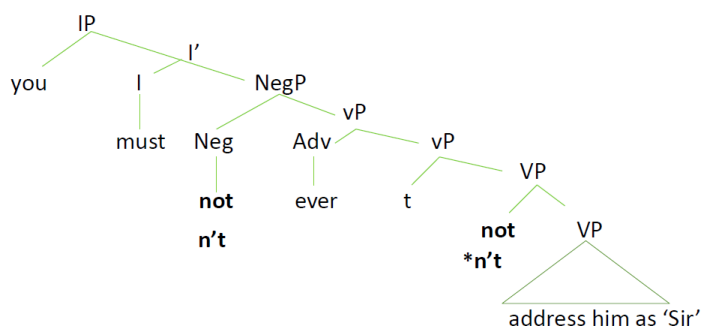 IP
I’
you I NegP
vP
must Neg Adv vP
VP
not ever t
not VP
n’t
*n’t
address him as ‘Sir’